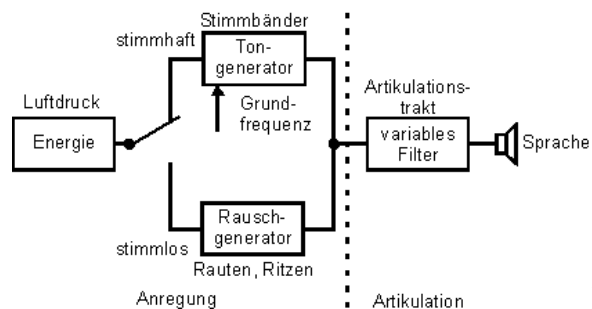 Stimmbänder
stimmhaft
Ton-
generator
Luftdruck
Energie
Grund-
frequenz
Artikulations-
trakt
variables
Filter
Sprache
Rausch-
generator
stimmlos
Rauten, Ritzen
Anregung
Artikulation